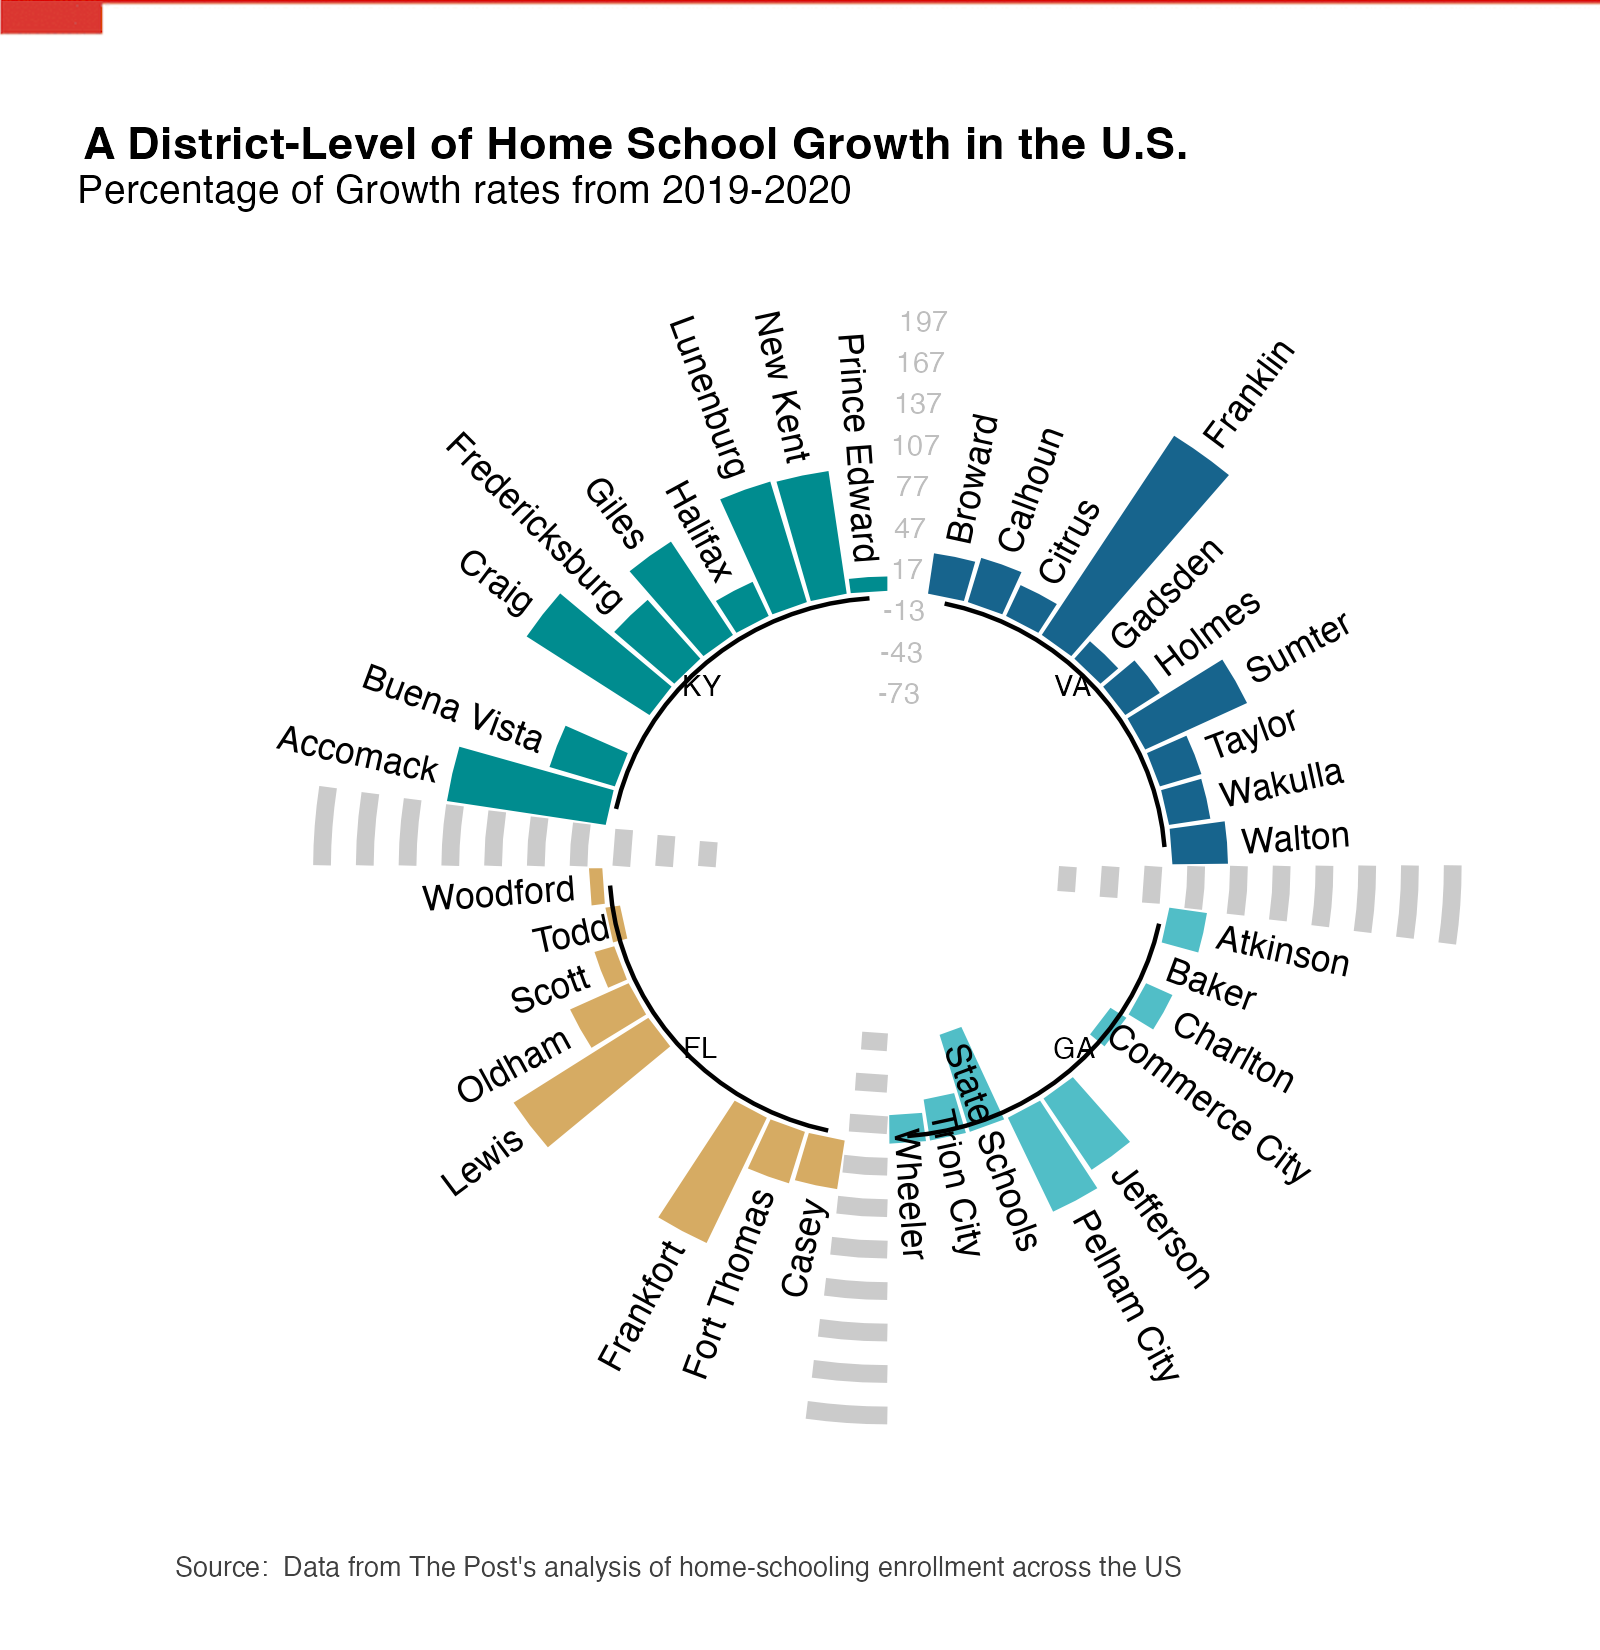 A District-Level of Home School Growth in the U.S.
Percentage of Growth rates from 2019-2020
197
167
137
107
77
47
17
-13
-43
-73
Broward
Calhoun
Citrus
Franklin
Gadsden
Holmes
Sumter
Taylor
Wakulla
Walton
VA
Atkinson
Baker
Charlton
Commerce City
Jefferson
Pelham City
State Schools
Trion City
Wheeler
GA
Casey
Fort Thomas
Frankfort
Lewis
Oldham
Scott
Todd
Woodford
FL
Accomack
Buena Vista
Craig
Fredericksburg
Giles
Halifax
Lunenburg
New Kent
Prince Edward
KY
Source:  Data from The Post's analysis of home-schooling enrollment across the US